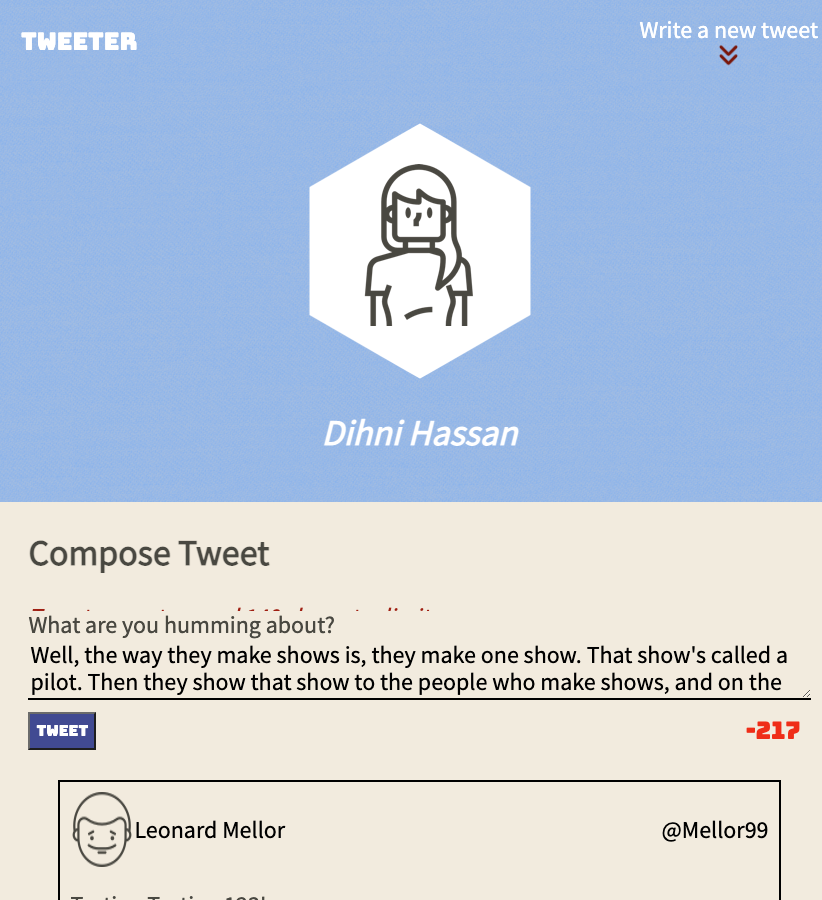 TWEETER
Write a new tweet
Dihni Hassan
Compose Tweet
What are you humming about?
Well, the way they make shows is, they make one show. That show's called a
pilot. Then they show that show to the people who make shows, and on the
TWEET
-217
Leonard Mellor
@Mellor99